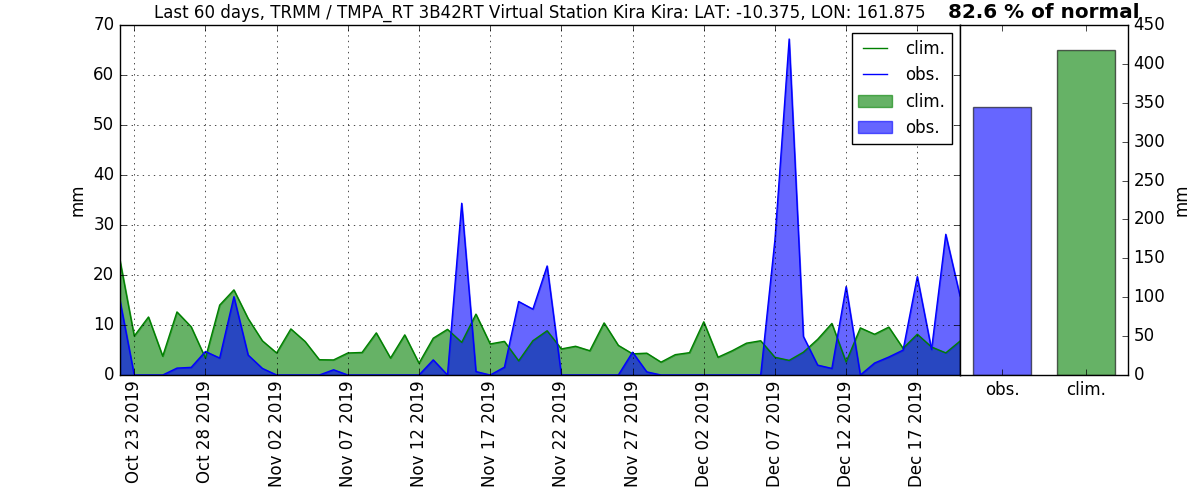 Last 60 days, TRMM / TMPA_RT 3B42RT Virtual Station Kira Kira: LAT: -10.375, LON: 161.875
82.6 % of normal
70
60
50
40
30
20
10
0
mm
clim.
obs.
clim.
obs.
Oct 23 2019
Oct 28 2019
Nov 02 2019
Nov 07 2019
Nov 12 2019
Nov 17 2019
Nov 22 2019
Nov 27 2019
Dec 02 2019
Dec 07 2019
Dec 12 2019
Dec 17 2019
450
400
350
300
250
200
150
100
50
0
mm
obs.
clim.